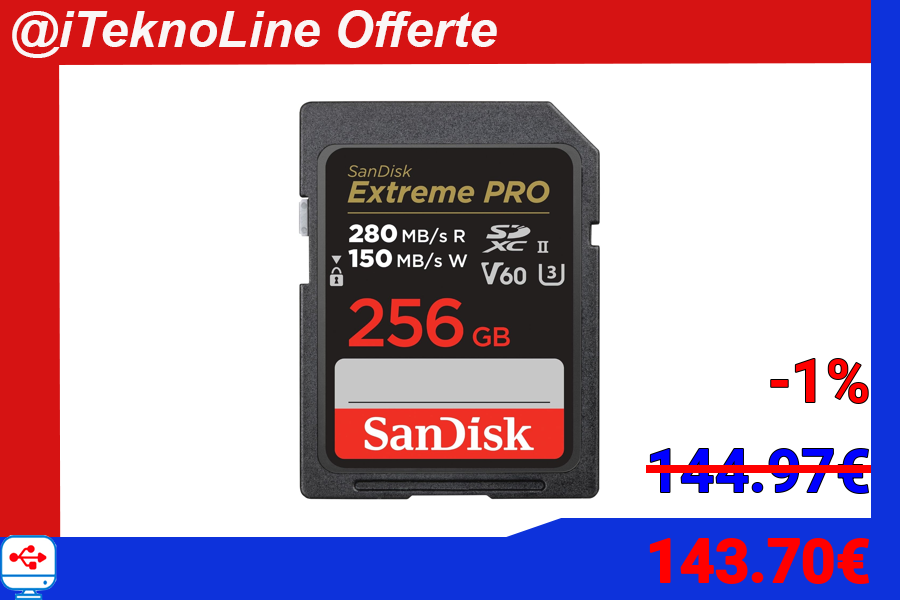 @iTeknoLine Offerte
SanDisk
Extreme PRO
280 MB/s R
150 MB/s W
SD XC II
V60 3
256 GB
SanDisk
-1%
144.97€
143.70€